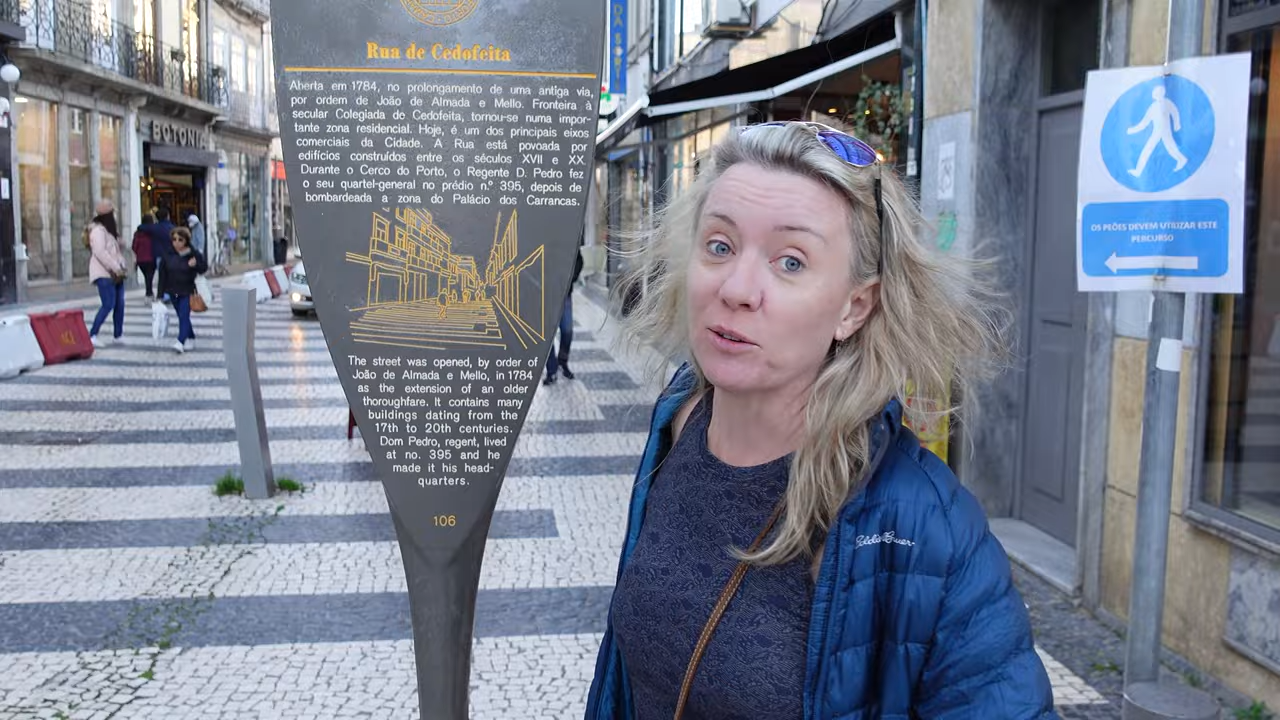 Rua de Cedofeita
Aberta em 1784, no prolongamento de uma antiga via,
por ordem de João de Almada e Mello. Fronteira à
secular Colegiada de Cedofeita, tornou-se numa impor-
tante zona residencial. Hoje, é um dos principais eixos
comerciais da Cidade. A Rua está povoada por
edifícios construídos entre os séculos XVII e XX.
Durante o Cerco do Porto, o Regente D. Pedro fez
o seu quartel-general no prédio n.º 395, depois de
bombardeada a zona do Palácio dos Carrancas.
The street was opened, by order of
João de Almada e Mello, in 1784
as the extension of an older
thoroughfare. It contains many
buildings dating from the
17th to 20th centuries.
Dom Pedro, regent, lived
at no. 395 and he
made it his head-
quarters.
106
BOTONIA
OS PEÕES DEVEM UTILIZAR ESTE
PERCURSO
Eddie Bauer